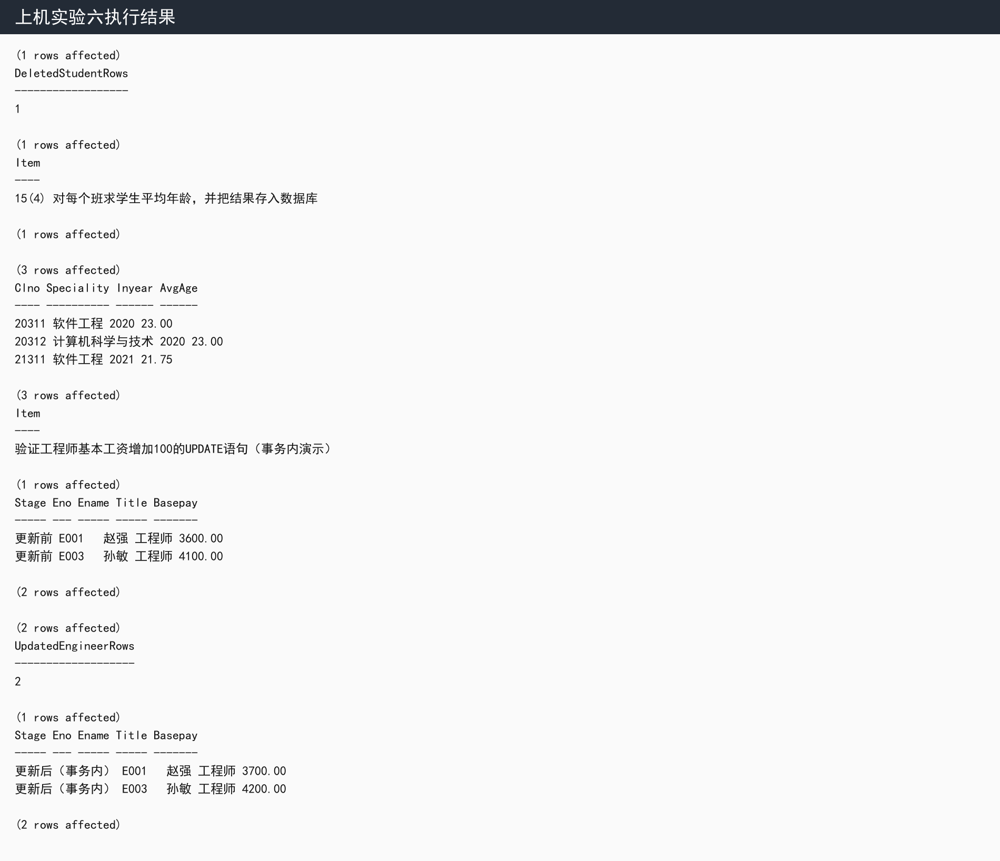 上机实验六执行结果
(1 rows affected)
DeletedStudentRows
------------------
1
(1 rows affected)
Item
----
15(4) 对每个班求学生平均年龄，并把结果存入数据库
(1 rows affected)
(3 rows affected)
Clno Speciality Inyear AvgAge
---- ---------- ------ ------
20311 软件工程 2020 23.00
20312 计算机科学与技术 2020 23.00
21311 软件工程 2021 21.75
(3 rows affected)
Item
----
验证工程师基本工资增加100的UPDATE语句（事务内演示）
(1 rows affected)
Stage Eno Ename Title Basepay
----- --- ----- ----- -------
更新前 E001   赵强 工程师 3600.00
更新前 E003   孙敏 工程师 4100.00
(2 rows affected)
(2 rows affected)
UpdatedEngineerRows
-------------------
2
(1 rows affected)
Stage Eno Ename Title Basepay
----- --- ----- ----- -------
更新后（事务内） E001   赵强 工程师 3700.00
更新后（事务内） E003   孙敏 工程师 4200.00
(2 rows affected)